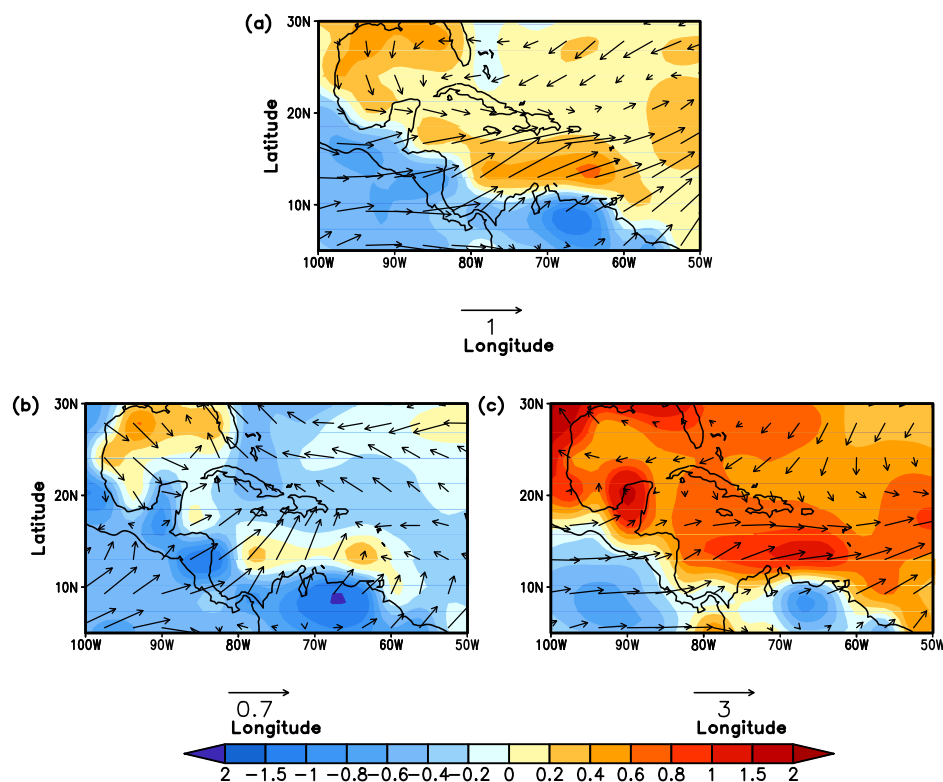 (a)
30N
20N
10N
Latitude
100W 90W 80W 70W 60W 50W
1
Longitude
(b) (c)
30N 30N
20N 20N
10N 10N
Latitude
100W 90W 80W 70W 60W 50W 100W 90W 80W 70W 60W 50W
0.7 3
Longitude Longitude
2 −1.5 −1 −0.8 −0.6 −0.4 −0.2 0 0.2 0.4 0.6 0.8 1 1.5 2